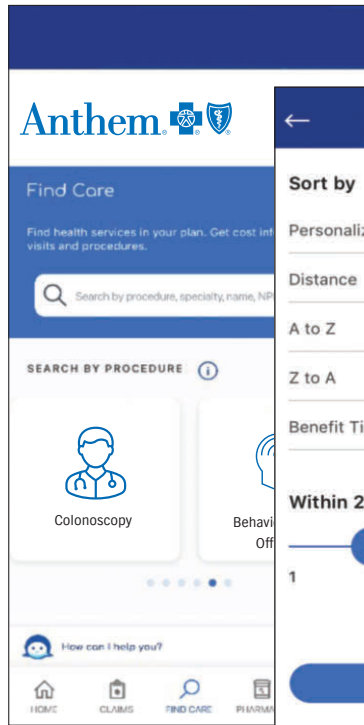 Anthem
Find Care
Find health services in your plan. Get cost inf
visits and procedures.
Search by procedure, specialty, name, NP
SEARCH BY PROCEDURE
Colonoscopy
Behavi
Off
How can I help you?
HOME
CLAIMS
FIND CARE
PHARMA
Sort by
Personaliz
Distance
A to Z
Z to A
Benefit Ti
Within 2
1